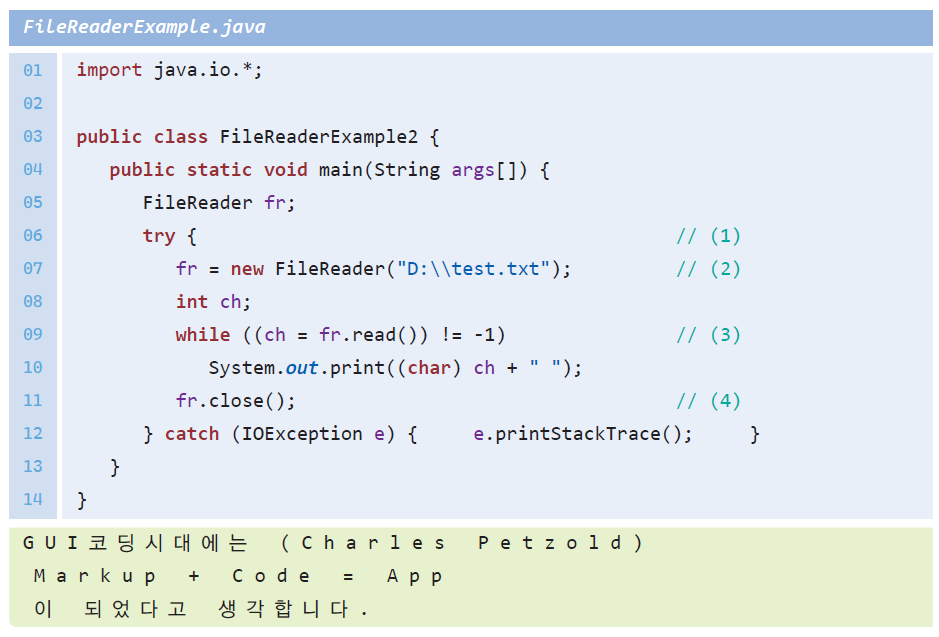 FileReaderExample.java
01 import java.io.*;
02
03 public class FileReaderExample2 {
04 public static void main(String args[]) {
05 FileReader fr;
06 try { // (1)
07 fr = new FileReader("D:\\test.txt"); // (2)
08 int ch;
09 while ((ch = fr.read()) != -1) // (3)
10 System.out.print((char) ch + " ");
11 fr.close(); // (4)
12 } catch (IOException e) { e.printStackTrace(); }
13 }
14 }
G U I 코 딩 시 대 에 는   ( C h a r l e s   P e t z o l d )
M a r k u p   +   C o d e   =   A p p
이   되 었 다 고   생 각 합 니 다 .